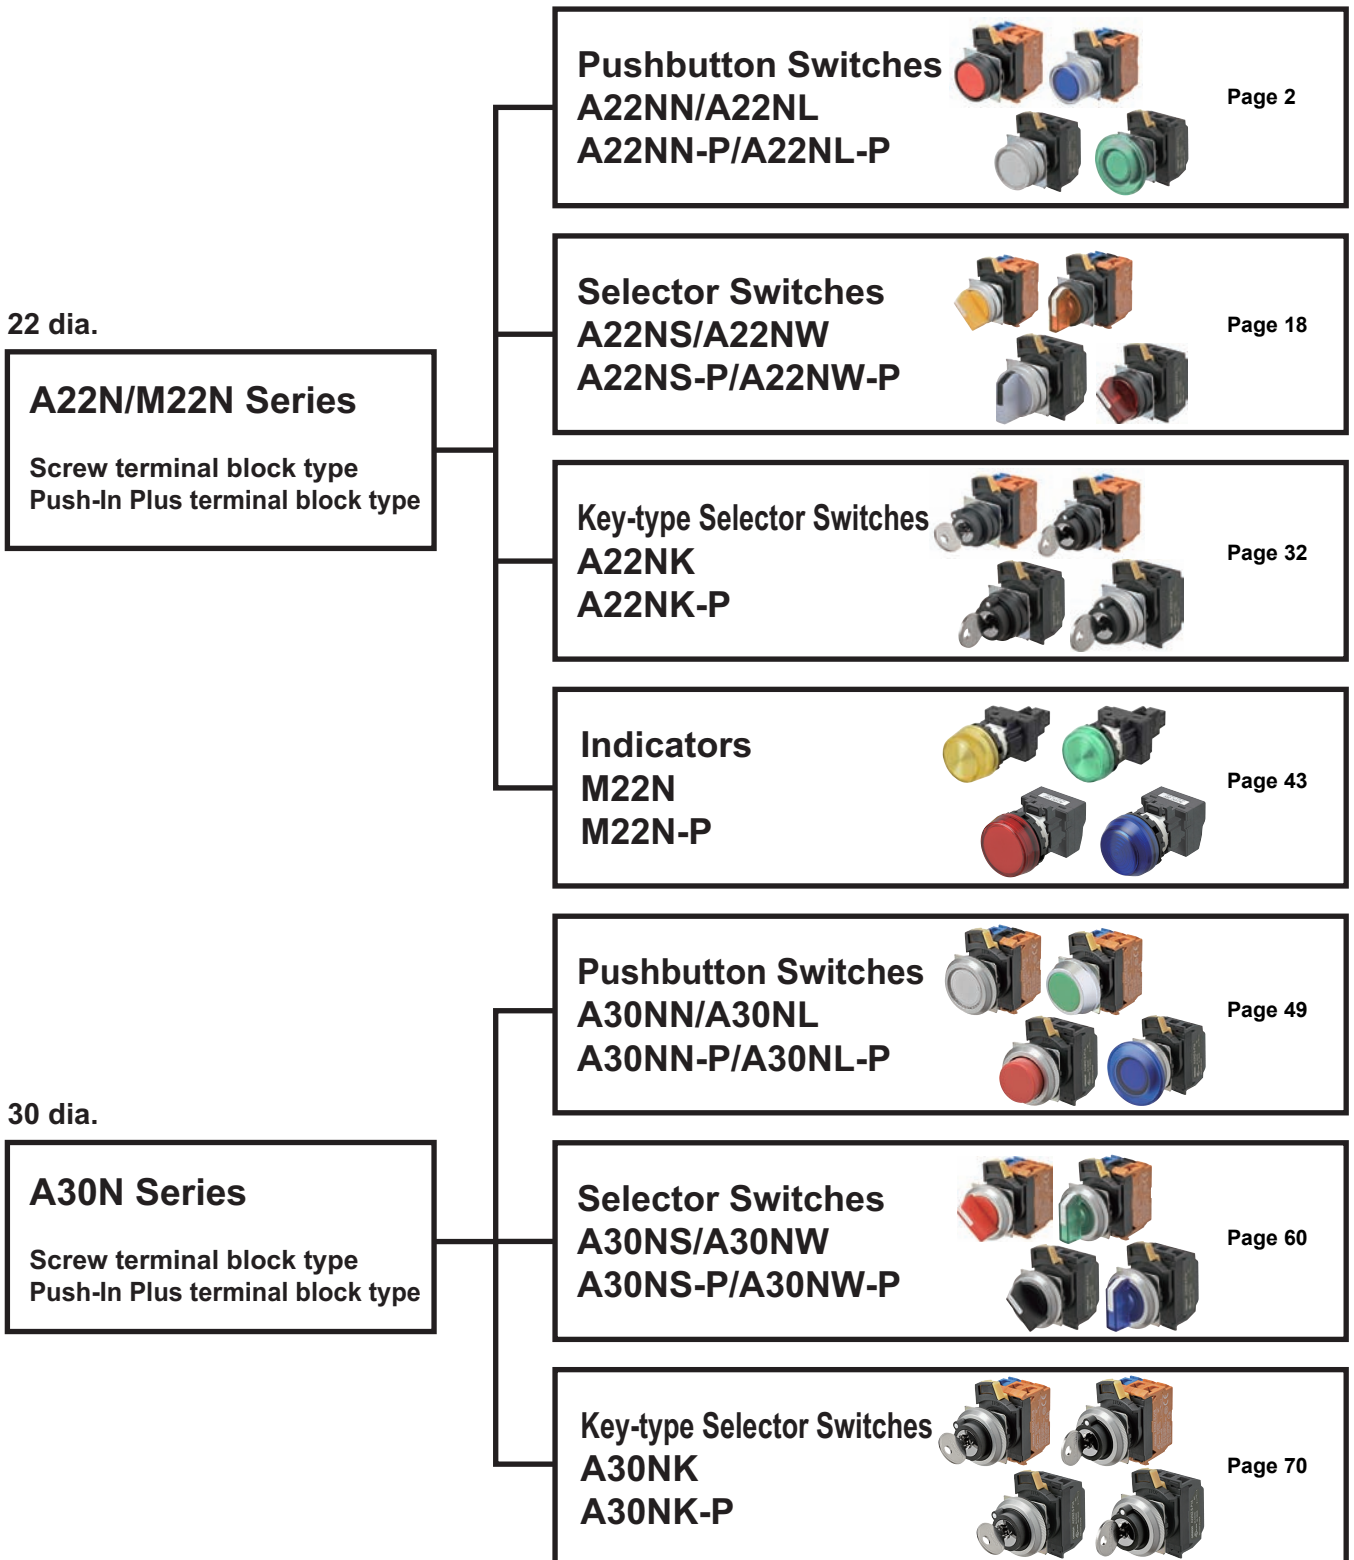 22 dia.
A22N/M22N Series
Screw terminal block type
Push-In Plus terminal block type
Pushbutton Switches
A22NN/A22NL
A22NN-P/A22NL-P
Page 2
Selector Switches
A22NS/A22NW
A22NS-P/A22NW-P
Page 18
Key-type Selector Switches
A22NK
A22NK-P
Page 32
Indicators
M22N
M22N-P
Page 43
30 dia.
A30N Series
Screw terminal block type
Push-In Plus terminal block type
Pushbutton Switches
A30NN/A30NL
A30NN-P/A30NL-P
Page 49
Selector Switches
A30NS/A30NW
A30NS-P/A30NW-P
Page 60
Key-type Selector Switches
A30NK
A30NK-P
Page 70